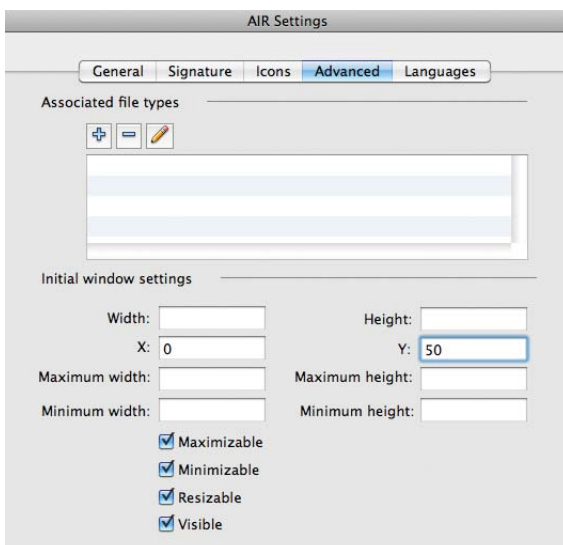 AIR Settings
General Signature Icons Advanced Languages
Associated file types
Initial window settings
Width: Height:
X: 0 Y: 50
Maximum width: Maximum height:
Minimum width: Minimum height:
Maximizable
Minimizable
Resizable
Visible